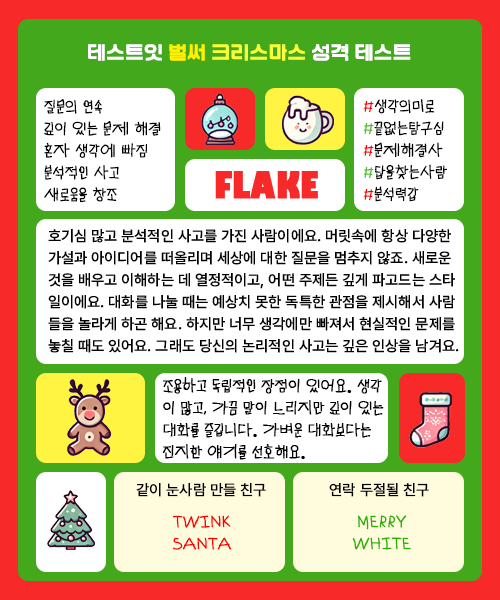 테스트잇 벌써 크리스마스 성격 테스트
질문의 연속
깊이 있는 문제 해결
혼자 생각에 빠짐
분석적인 사고
새로움을 창조
FLAKE
#생각의미로
#끝없는탐구심
#문제해결사
#답을찾는사람
#분석력갑
호기심 많고 분석적인 사고를 가진 사람이에요. 머릿속에 항상 다양한
가설과 아이디어를 떠올리며 세상에 대한 질문을 멈추지 않죠. 새로운
것을 배우고 이해하는 데 열정적이고, 어떤 주제든 깊게 파고드는 스타
일이에요. 대화를 나눌 때는 예상치 못한 독특한 관점을 제시해서 사람
들을 놀라게 하곤 해요. 하지만 너무 생각에만 빠져서 현실적인 문제를
놓칠 때도 있어요. 그래도 당신의 논리적인 사고는 깊은 인상을 남겨요.
조용하고 독립적인 장점이 있어요. 생각
이 많고, 가끔 말이 느리지만 깊이 있는
대화를 즐깁니다. 가벼운 대화보다는
진지한 얘기를 선호해요.
같이 눈사람 만들 친구
TWINK
SANTA
연락 두절될 친구
MERRY
WHITE